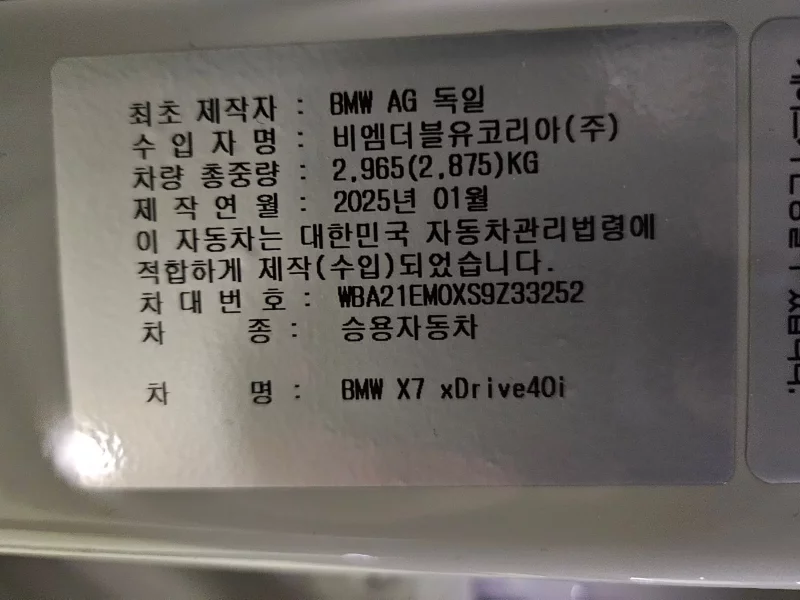 최초 제작자 : BMW AG 독일
수 입 자 명 : 비엠더블유코리아(주)
차량 총중량 : 2,965(2,875)KG
제 작 연 월 : 2025년 01월
이 자동차는 대한민국 자동차관리법령에
적합하게 제작(수입)되었습니다.
차 대 번 호 : WBA21EM0XS9Z33252
차 종 : 승용자동차
차 명 : BMW X7 xDrive40i